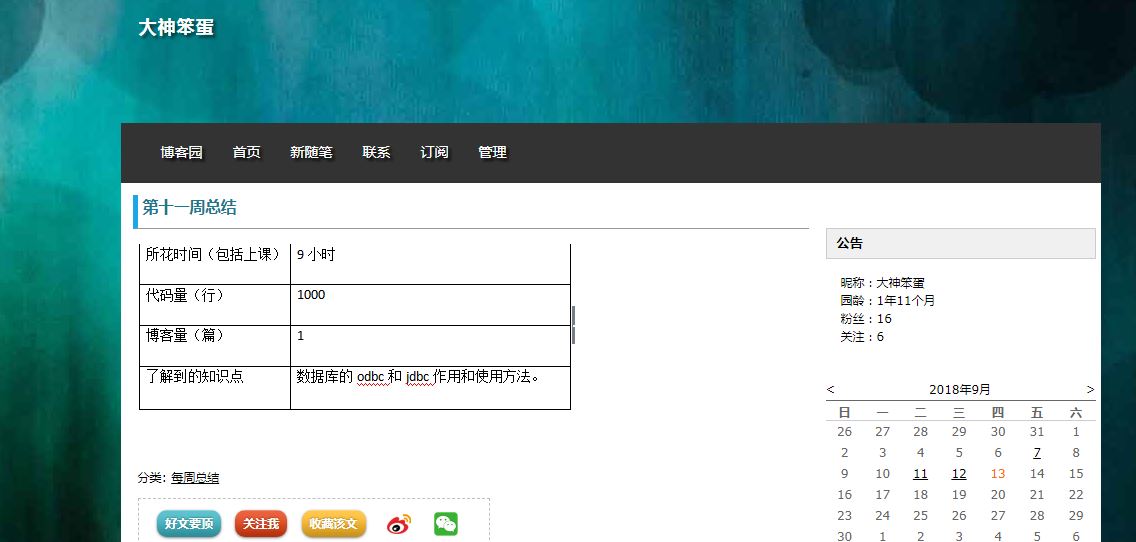 大神笨蛋
博客园 首页 新随笔 联系 订阅 管理
第十一周总结
所花时间（包括上课） 9 小时
代码量（行） 1000
博客量（篇） 1
了解到的知识点 数据库的 odbc 和 jdbc 作用和使用方法。
分类: 每周总结
好文要顶 关注我 收藏该文
公告
昵称：大神笨蛋
园龄：1年11个月
粉丝：16
关注：6
< 2018年9月 >
日 一 二 三 四 五 六
26 27 28 29 30 31 1
2 3 4 5 6 7 8
9 10 11 12 13 14 15
16 17 18 19 20 21 22
23 24 25 26 27 28 29
30 1 2 3 4 5 6